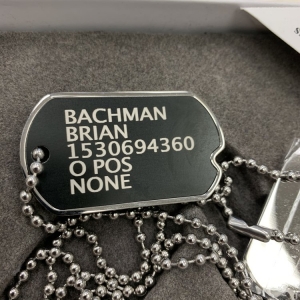 BACHMAN
BRIAN
1530694360
O POS
NONE